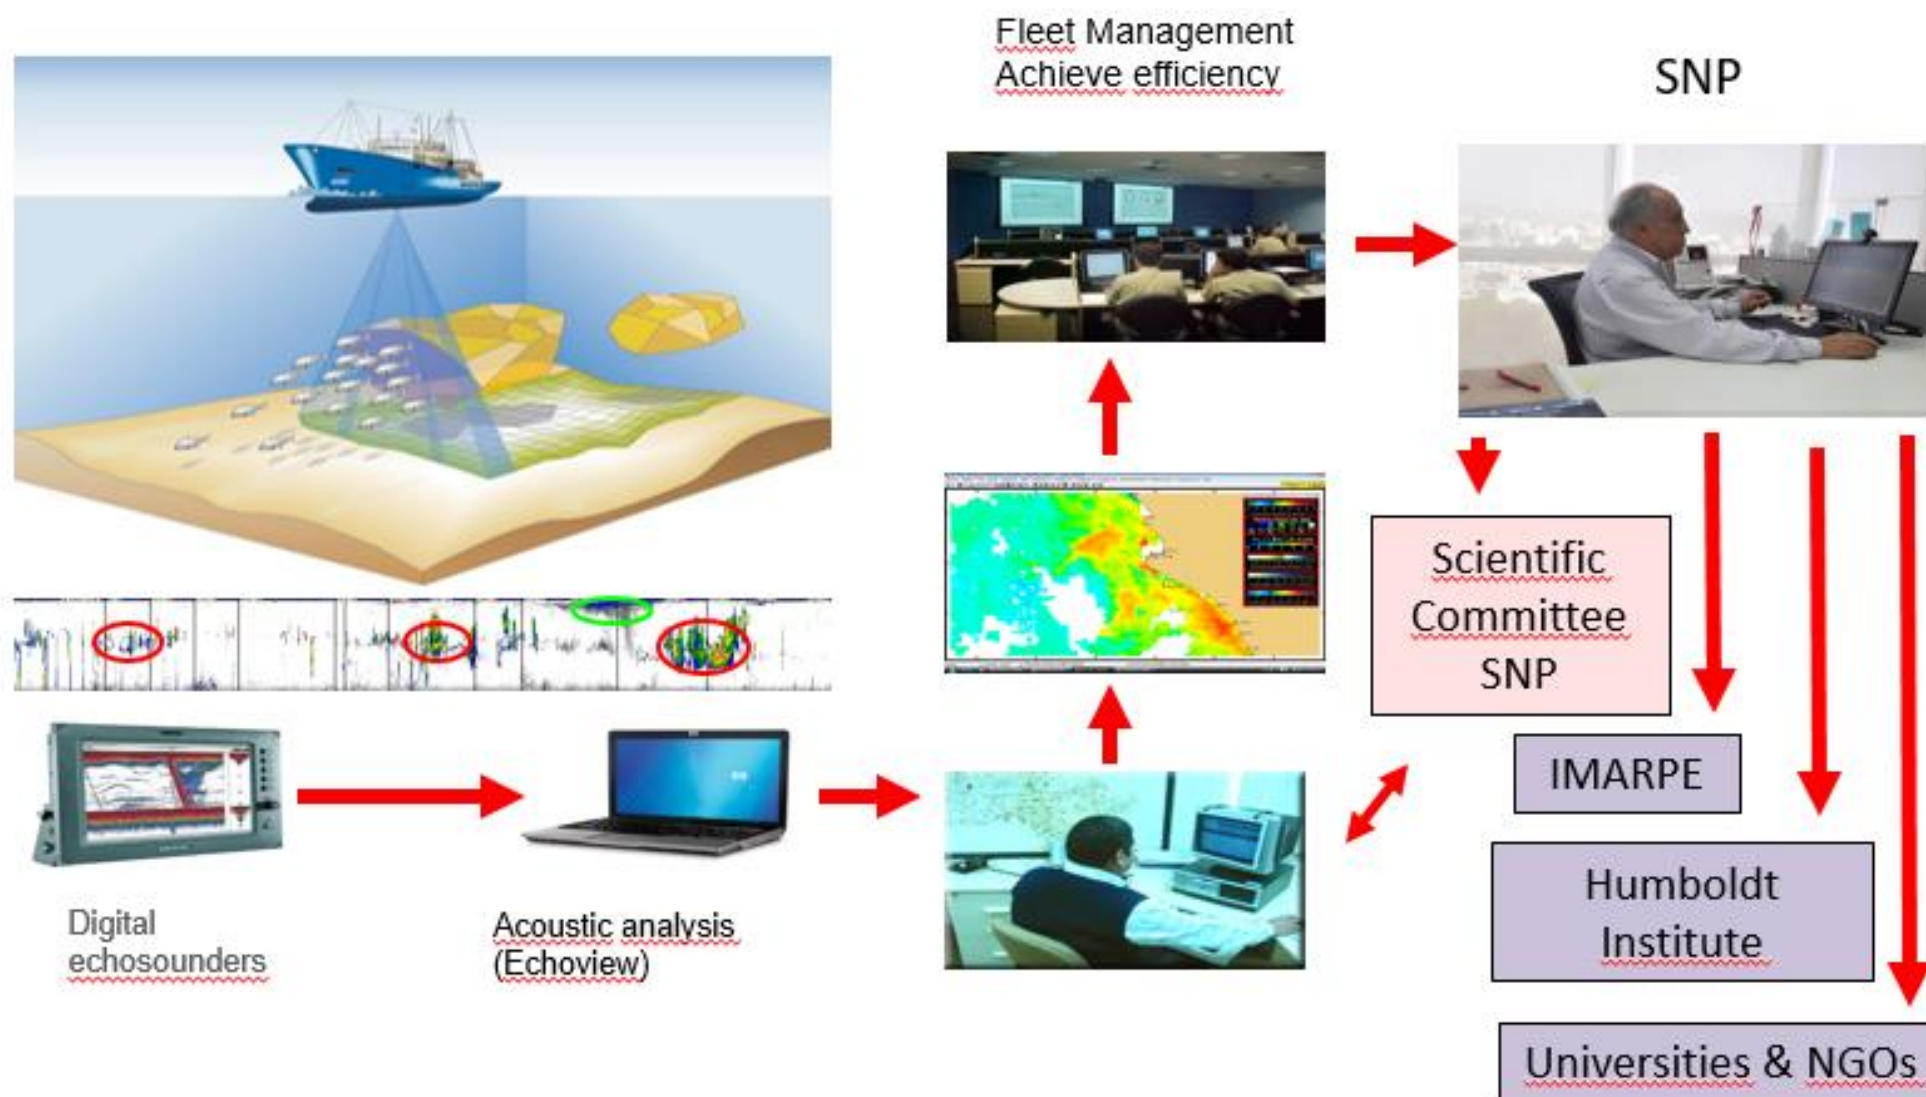 Fleet Management
Achieve efficiency
SNP
Scientific
Committee
SNP
IMARPE
Humboldt
Institute
Universities & NGOs
Digital
echosounders
Acoustic analysis
(Echoview)